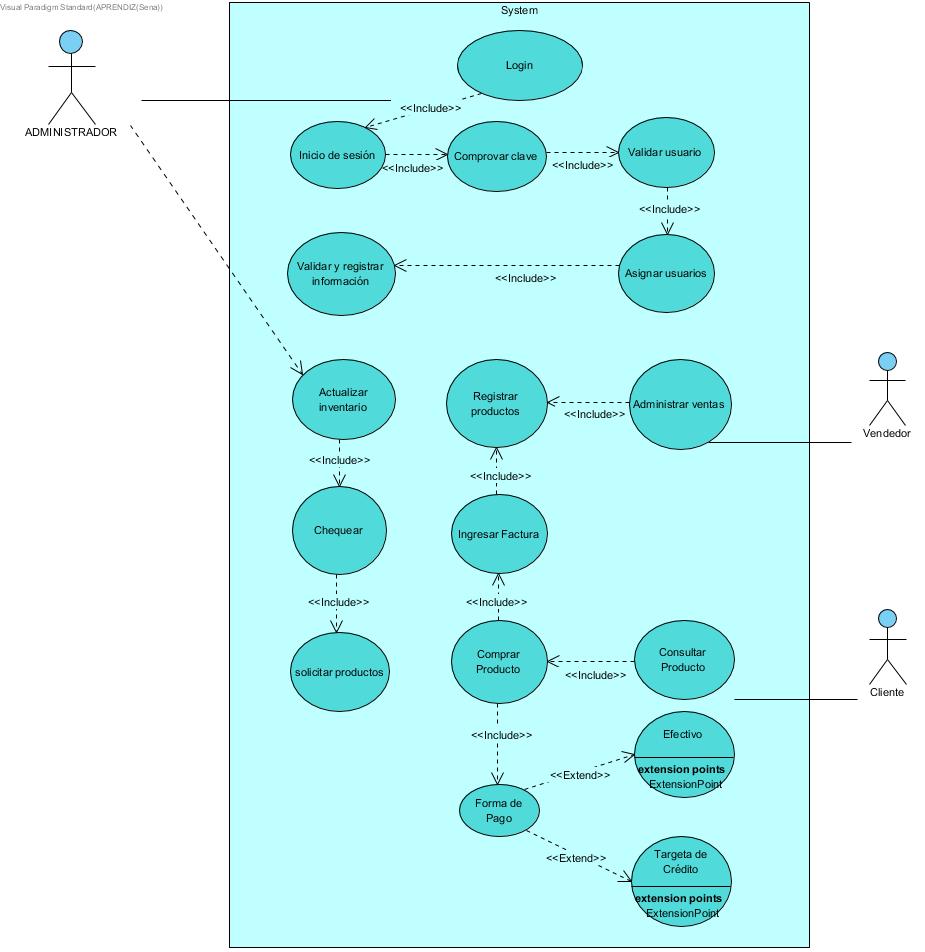 Visual Paradigm Standard(APRENDIZ(Sena))
System
Login
<<Include>>
ADMINISTRADOR
Inicio de sesión
<<Include>>
Comprovar clave
<<Include>>
Validar usuario
<<Include>>
Validar y registrar
información
<<Include>>
Asignar usuarios
Actualizar
inventario
Registrar
productos
<<Include>>
Administrar ventas
Vendedor
<<Include>>
<<Include>>
Chequear
Ingresar Factura
<<Include>>
<<Include>>
solicitar productos
Comprar
Producto
<<Include>>
Consultar
Producto
Cliente
<<Include>>
Efectivo
extension points
ExtensionPoint
<<Extend>>
Forma de
Pago
<<Extend>>
Targeta de
Crédito
extension points
ExtensionPoint